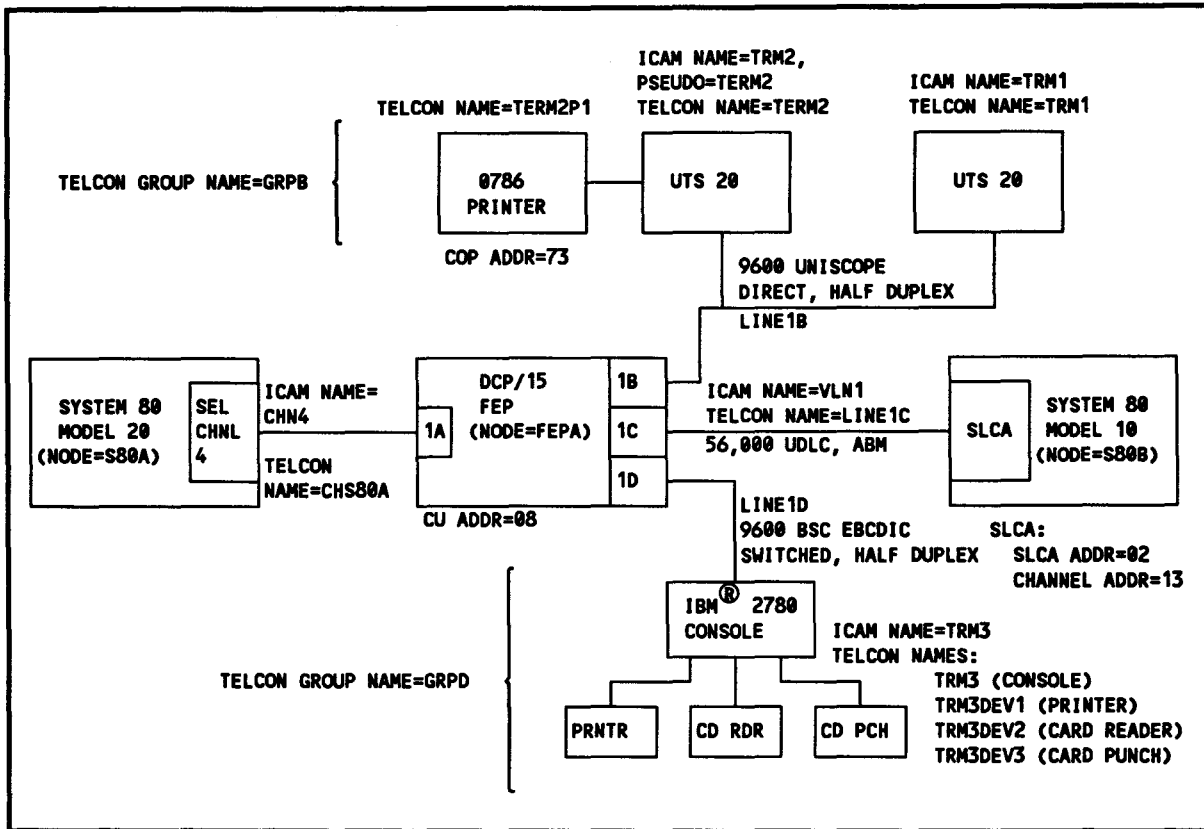 ICAM NAME=TRM2,
PSEUDO=TERM2
TELCON NAME=TERM2
ICAM NAME=TRM1
TELCON NAME=TRM1
TELCON NAME=TERM2P1
TELCON GROUP NAME=GRPB
0786
PRINTER
UTS 20
UTS 20
COP ADDR=73
9600 UNISCOPE
DIRECT, HALF DUPLEX
LINE1B
SYSTEM 80
MODEL 20
(NODE=S80A)
SEL
CHNL
4
ICAM NAME=
CHN4
TELCON
NAME=CHS80A
1A
DCP/15
FEP
(NODE=FEPA)
1B
1C
1D
CU ADDR=08
ICAM NAME=VLN1
TELCON NAME=LINE1C
56,000 UDLC, ABM
SLCA
SYSTEM 80
MODEL 10
(NODE=S80B)
LINE1D
9600 BSC EBCDIC
SWITCHED, HALF DUPLEX
SLCA:
SLCA ADDR=02
CHANNEL ADDR=13
IBM® 2780
CONSOLE
ICAM NAME=TRM3
TELCON NAMES:
TRM3 (CONSOLE)
TRM3DEV1 (PRINTER)
TRM3DEV2 (CARD READER)
TRM3DEV3 (CARD PUNCH)
TELCON GROUP NAME=GRPD
PRNTR
CD RDR
CD PCH